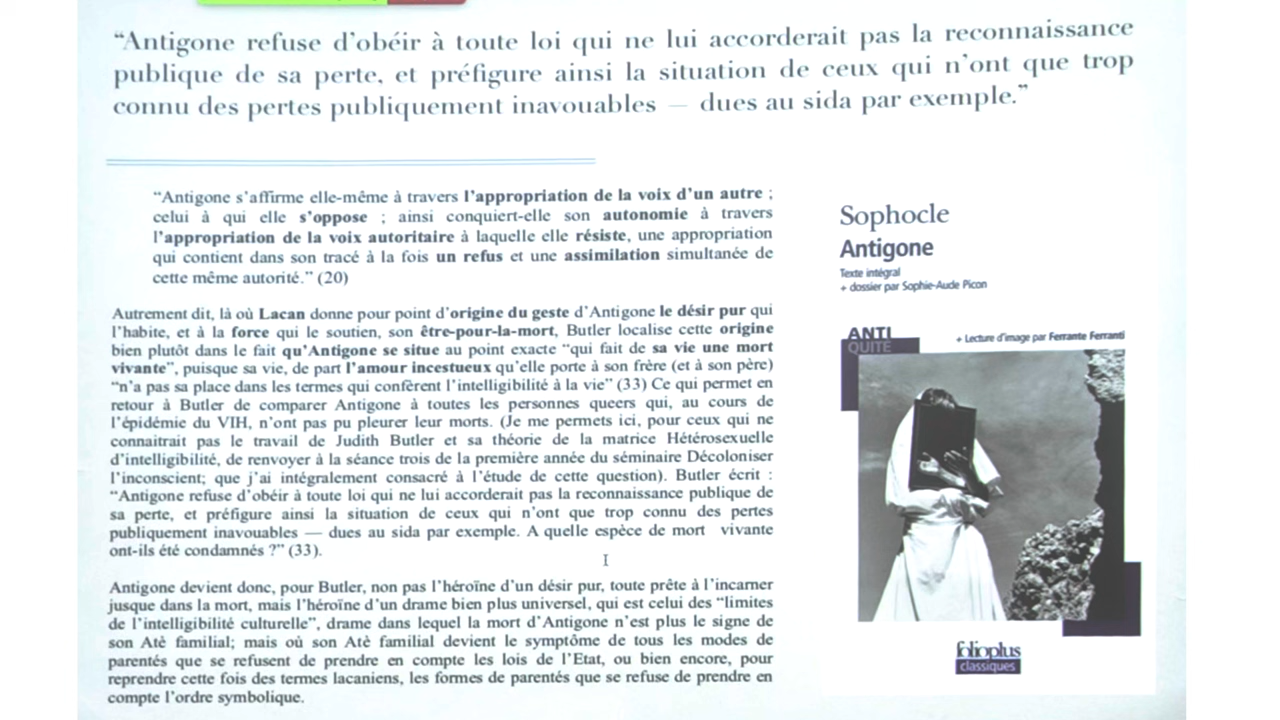 “Antigone refuse d’obéir à toute loi qui ne lui accorderait pas la reconnaissance
publique de sa perte, et préfigure ainsi la situation de ceux qui n’ont que trop
connu des pertes publiquement inavouables — dues au sida par exemple.”
“Antigone s’affirme elle-même à travers l’appropriation de la voix d’un autre ;
celui à qui elle s’oppose ; ainsi conquiert-elle son autonomie à travers
l’appropriation de la voix autoritaire à laquelle elle résiste, une appropriation
qui contient dans son tracé à la fois un refus et une assimilation simultanée de
cette même autorité.” (20)
Autrement dit, là où Lacan donne pour point d’origine du geste d’Antigone le désir pur qui
l’habite, et à la force qui le soutien, son être-pour-la-mort, Butler localise cette origine
bien plutôt dans le fait qu’Antigone se situe au point exacte “qui fait de sa vie une mort
vivante”, puisque sa vie, de part l’amour incestueux qu’elle porte à son frère (et à son père)
“n’a pas sa place dans les termes qui confèrent l’intelligibilité à la vie” (33) Ce qui permet en
retour à Butler de comparer Antigone à toutes les personnes queers qui, au cours de
l’épidémie du VIH, n’ont pas pu pleurer leur morts. (Je me permets ici, pour ceux qui ne
connaitrait pas le travail de Judith Butler et sa théorie de la matrice Hétérosexuelle
d’intelligibilité, de renvoyer à la séance trois de la première année du séminaire Décoloniser
l’inconscient; que j’ai intégralement consacré à l’étude de cette question). Butler écrit :
“Antigone refuse d’obéir à toute loi qui ne lui accorderait pas la reconnaissance publique de
sa perte, et préfigure ainsi la situation de ceux qui n’ont que trop connu des pertes
publiquement inavouables — dues au sida par exemple. A quelle espèce de mort vivante
ont-ils été condamnés ?” (33).
Antigone devient donc, pour Butler, non pas l’héroïne d’un désir pur, toute prête à l’incarner
jusque dans la mort, mais l’héroïne d’un drame bien plus universel, qui est celui des “limites
de l’intelligibilité culturelle”, drame dans lequel la mort d’Antigone n’est plus le signe de
son Atè familial; mais où son Atè familial devient le symptôme de tous les modes de
parentés que se refusent de prendre en compte les lois de l’Etat, ou bien encore, pour
reprendre cette fois des termes lacaniens, les formes de parentés que se refuse de prendre en
compte l’ordre symbolique.
Sophocle
Antigone
Texte intégral
+ dossier par Sophie-Aude Picon
ANTI
QUITÉ
+ Lecture d’image par Ferrante Ferranti
folioplus
classiques